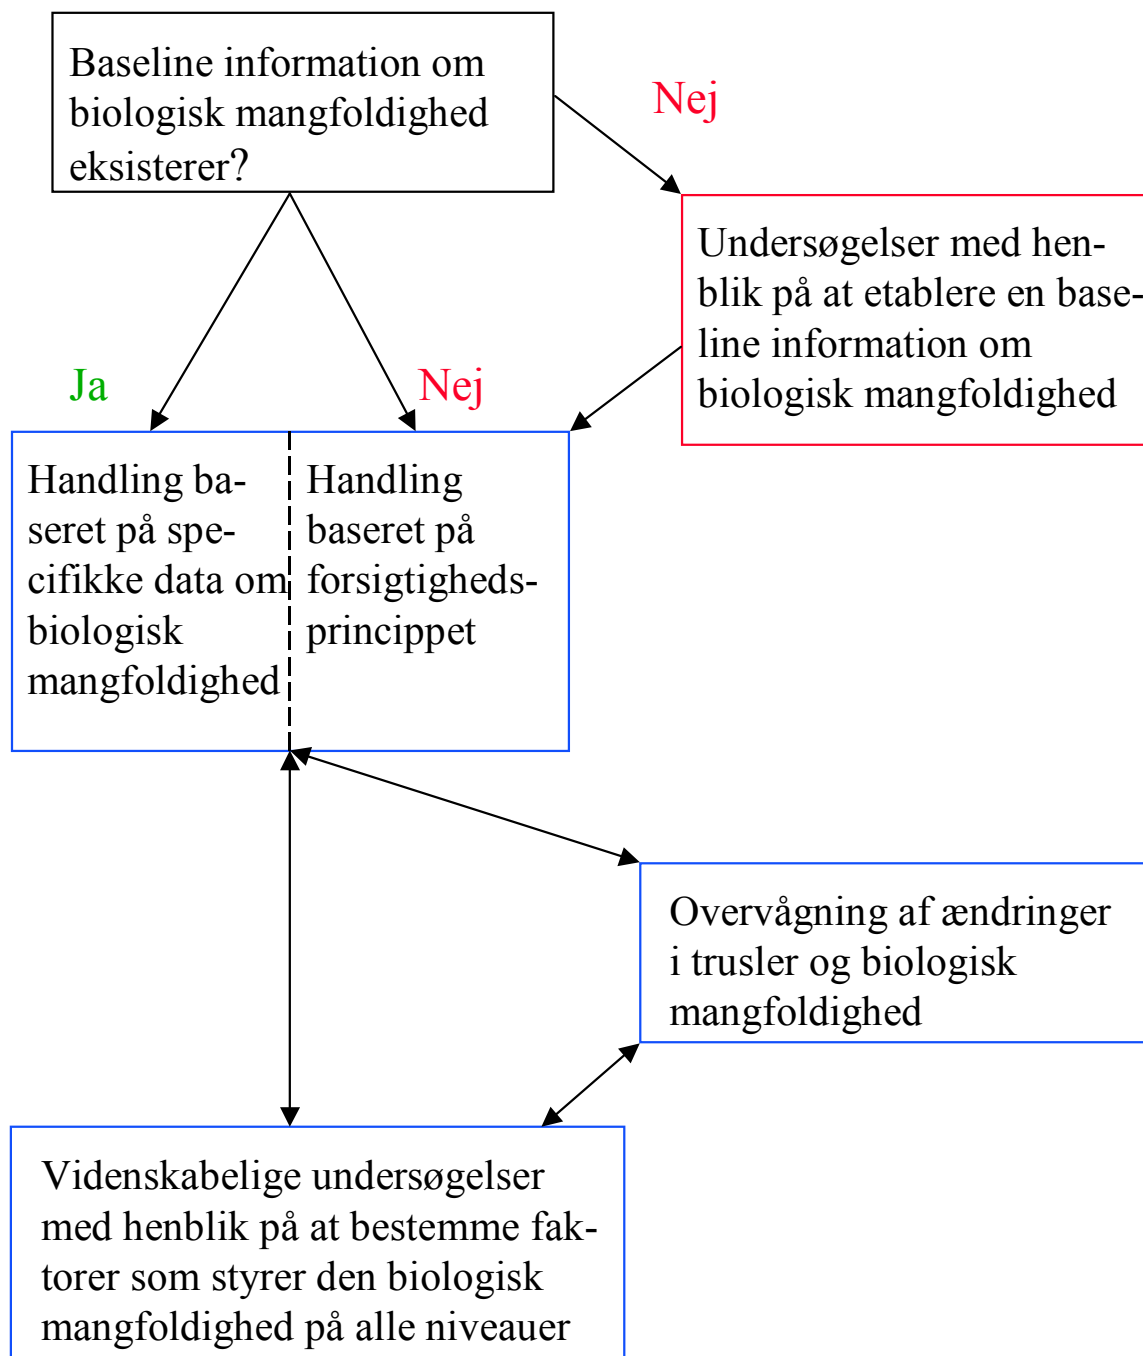 Baseline information om
biologisk mangfoldighed
eksisterer?
Nej
Undersøgelser med hen-
blik på at etablere en base-
line information om
biologisk mangfoldighed
Ja
Nej
Handling ba-
seret på spe-
cifikke data om
biologisk
mangfoldighed
Handling
baseret på
forsigtigheds-
princippet
Overvågning af ændringer
i trusler og biologisk
mangfoldighed
Videnskabelige undersøgelser
med henblik på at bestemme fak-
torer som styrer den biologisk
mangfoldighed på alle niveauer